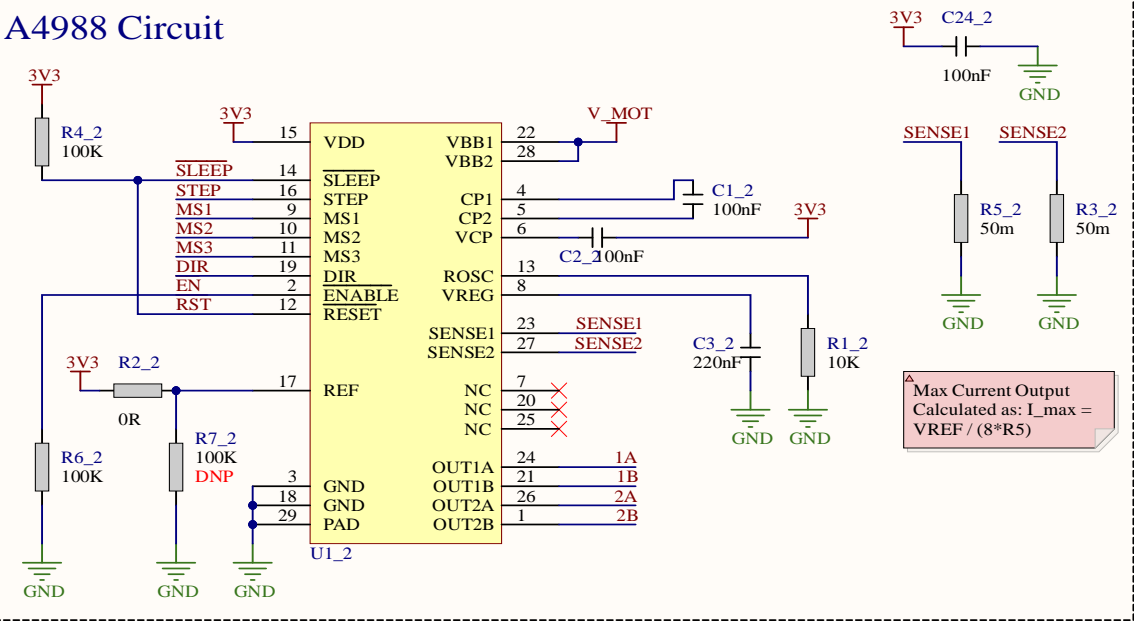 A4988 Circuit
3V3
C24_2
100nF
GND
3V3
R4_2
100K
3V3
15
VDD
VBB1
22
V_MOT
VBB2
28
SENSE1
SENSE2
SLEEP
14
SLEEP
STEP
16
STEP
CP1
4
C1_2
100nF
MS1
9
MS1
CP2
5
MS2
10
MS2
VCP
6
C2_2
100nF
3V3
MS3
11
MS3
R5_2
50m
R3_2
50m
DIR
19
DIR
ROSC
13
EN
2
ENABLE
VREG
8
RST
12
RESET
GND
GND
SENSE1
23
SENSE1
SENSE2
27
SENSE2
C3_2
220nF
R1_2
10K
3V3
R2_2
0R
17
REF
NC
7
NC
20
NC
25
GND
GND
Max Current Output
Calculated as: I_max =
VREF / (8*R5)
R6_2
100K
R7_2
100K
DNP
OUT1A
24
1A
3
GND
OUT1B
21
1B
18
GND
OUT2A
26
2A
29
PAD
OUT2B
1
2B
U1_2
GND
GND
GND